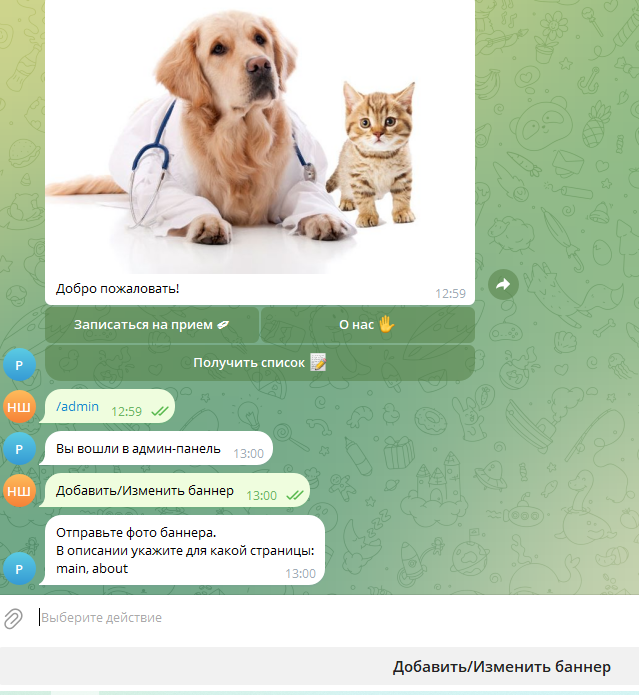 Добро пожаловать!
12:59
Записаться на прием
О нас
Получить список
Р
НШ
/admin
12:59
Р
Вы вошли в админ-панель
13:00
НШ
Добавить/Изменить баннер
13:00
Отправьте фото баннера.
В описании укажите для какой страницы:
main, about
13:00
Р
Выберите действие
Добавить/Изменить баннер